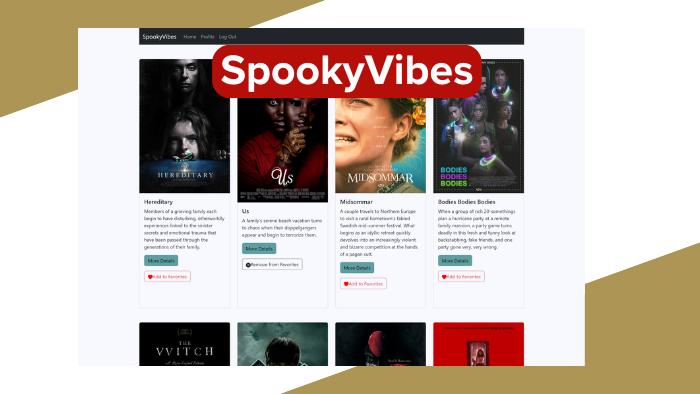 SpookyVibes Home Profile Log Out
SpookyVibes
HEREDITARY
Us
MIDSOMMAR
BODIES
BODIES
BODIES
Hereditary
Members of a grieving family each
begin to have disturbing, otherworldly
experiences linked to the sinister
secrets and emotional trauma that
have been passed through the
generations of their family.
More Details
Add to Favorites
Us
A family's serene beach vacation turns
to chaos when their doppelgängers
appear and begin to terrorize them.
More Details
Remove from Favorites
Midsommar
A couple travels to Northern Europe
to visit a rural hometown's fabled
Swedish mid-summer festival. What
begins as an idyllic retreat quickly
devolves into an increasingly violent
and bizarre competition at the hands
of a pagan cult.
More Details
Add to Favorites
Bodies Bodies Bodies
When a group of rich 20-somethings
plan a hurricane party at a remote
family mansion, a party game turns
deadly in this fresh and funny look at
backstabbing, fake friends, and one
party gone very, very wrong.
More Details
Add to Favorites
THE
VVITCH